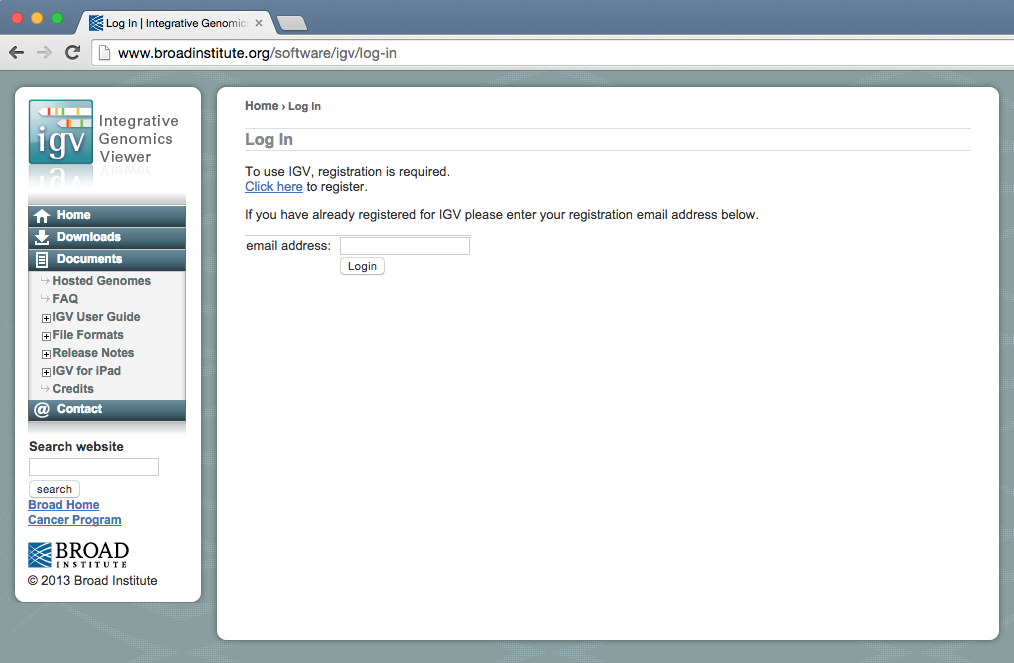 Log In | Integrative Genomic
www.broadinstitute.org/software/igv/log-in
igv
Integrative
Genomics
Viewer
Home
Downloads
Documents
Hosted Genomes
FAQ
IGV User Guide
File Formats
Release Notes
IGV for iPad
Credits
@ Contact
Search website
search
Broad Home
Cancer Program
BROAD
INSTITUTE
© 2013 Broad Institute
Home › Log In
Log In
To use IGV, registration is required.
Click here to register.
If you have already registered for IGV please enter your registration email address below.
email address:
Login